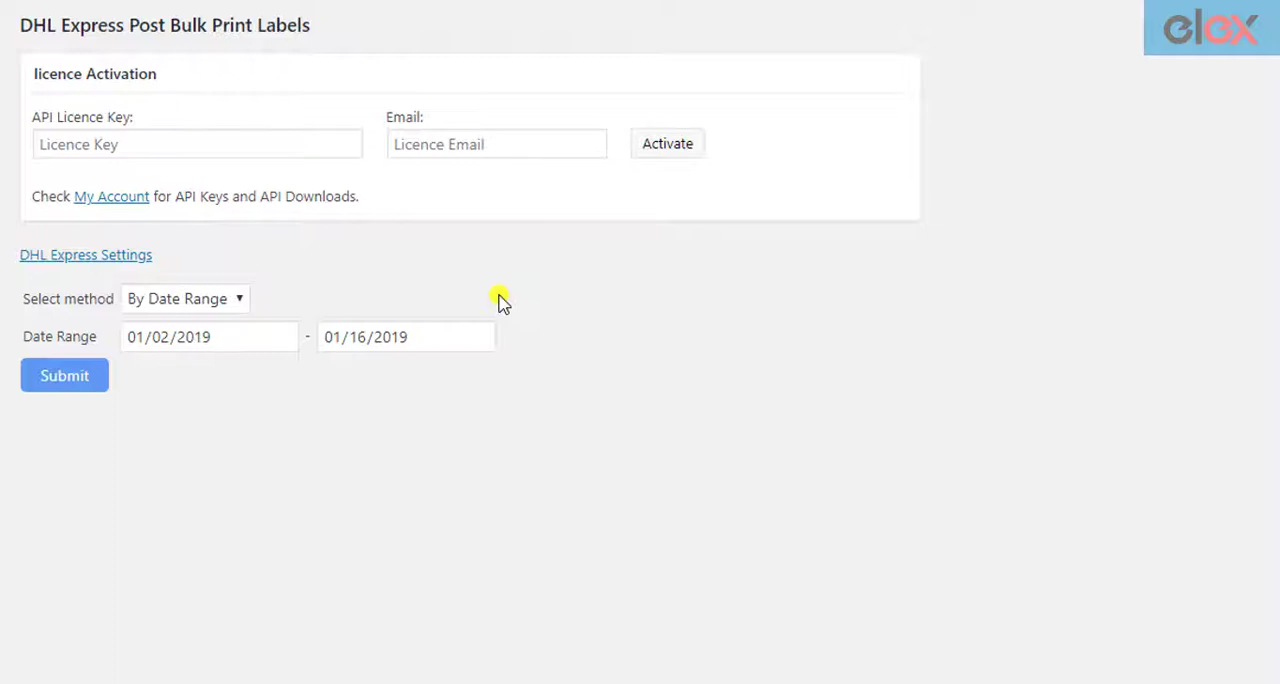 DHL Express Post Bulk Print Labels
elex
licence Activation
API Licence Key:
Email:
Licence Key
Licence Email
Activate
Check My Account for API Keys and API Downloads.
DHL Express Settings
Select method By Date Range
Date Range 01/02/2019 - 01/16/2019
Submit